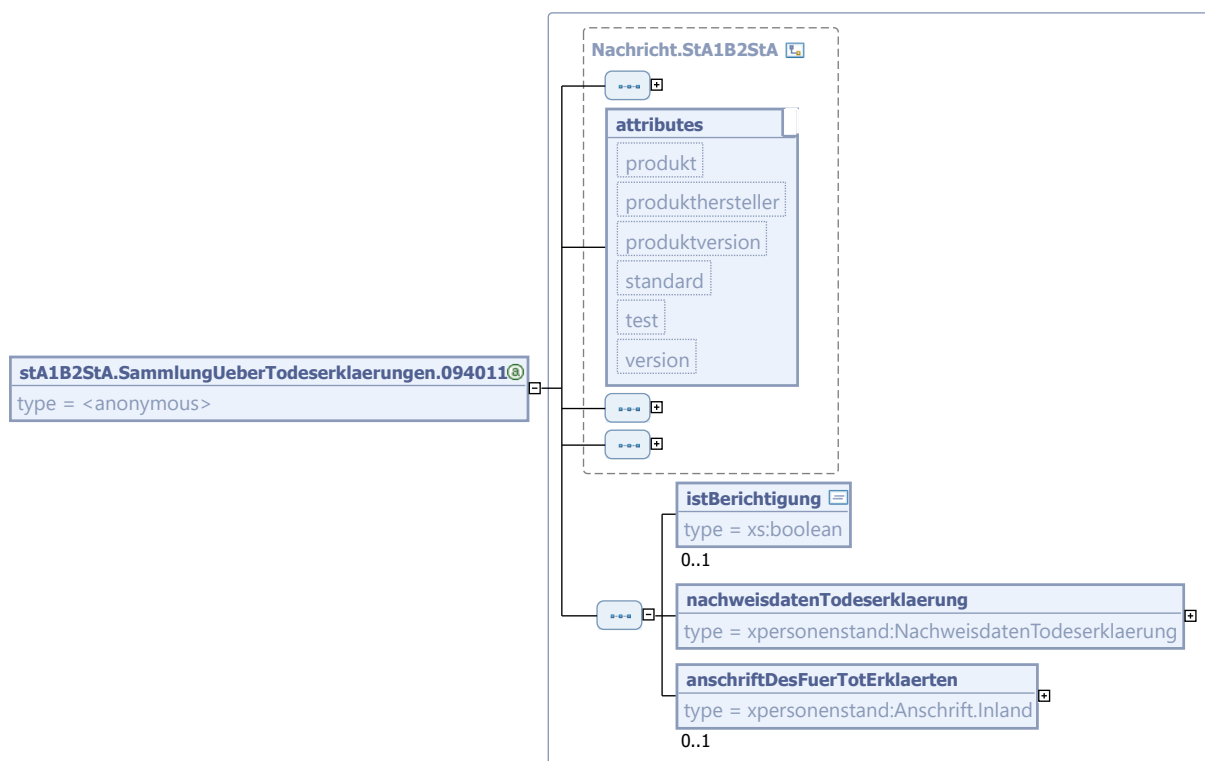 Nachricht.StA1B2StA
attributes
produkt
produkthersteller
produktversion
standard
test
version
stA1B2StA.SammlungUeberTodeserklaerungen.094011
type = <anonymous>
istBerichtigung
type = xs:boolean
0..1
nachweisdatenTodeserklaerung
type = xpersonenstand:NachweisdatenTodeserklaerung
anschriftDesFuerTotErklaerten
type = xpersonenstand:Anschrift.Inland
0..1